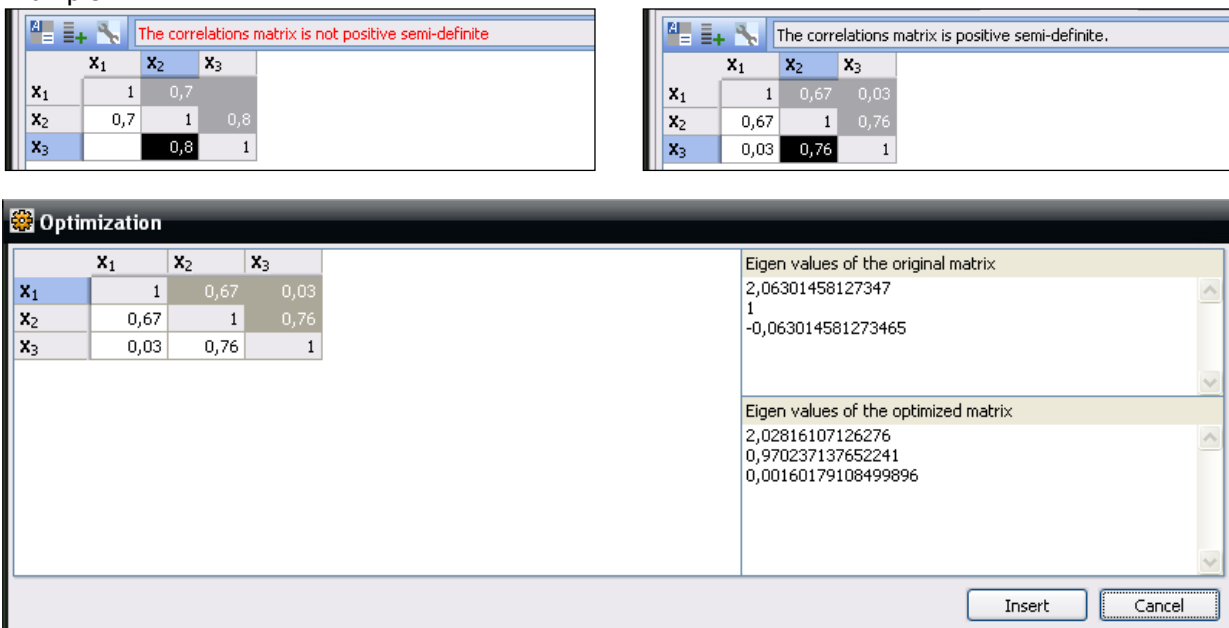 The correlations matrix is not positive semi-definite
X1 X2 X3
X1 1 0,7
X2 0,7 1 0,8
X3 0,8 1
The correlations matrix is positive semi-definite.
X1 X2 X3
X1 1 0,67 0,03
X2 0,67 1 0,76
X3 0,03 0,76 1
Optimization
X1 X2 X3
X1 1 0,67 0,03
X2 0,67 1 0,76
X3 0,03 0,76 1
Eigen values of the original matrix
2,06301458127347
1
-0,063014581273465
Eigen values of the optimized matrix
2,02816107126276
0,970237137652241
0,00160179108499896
Insert Cancel